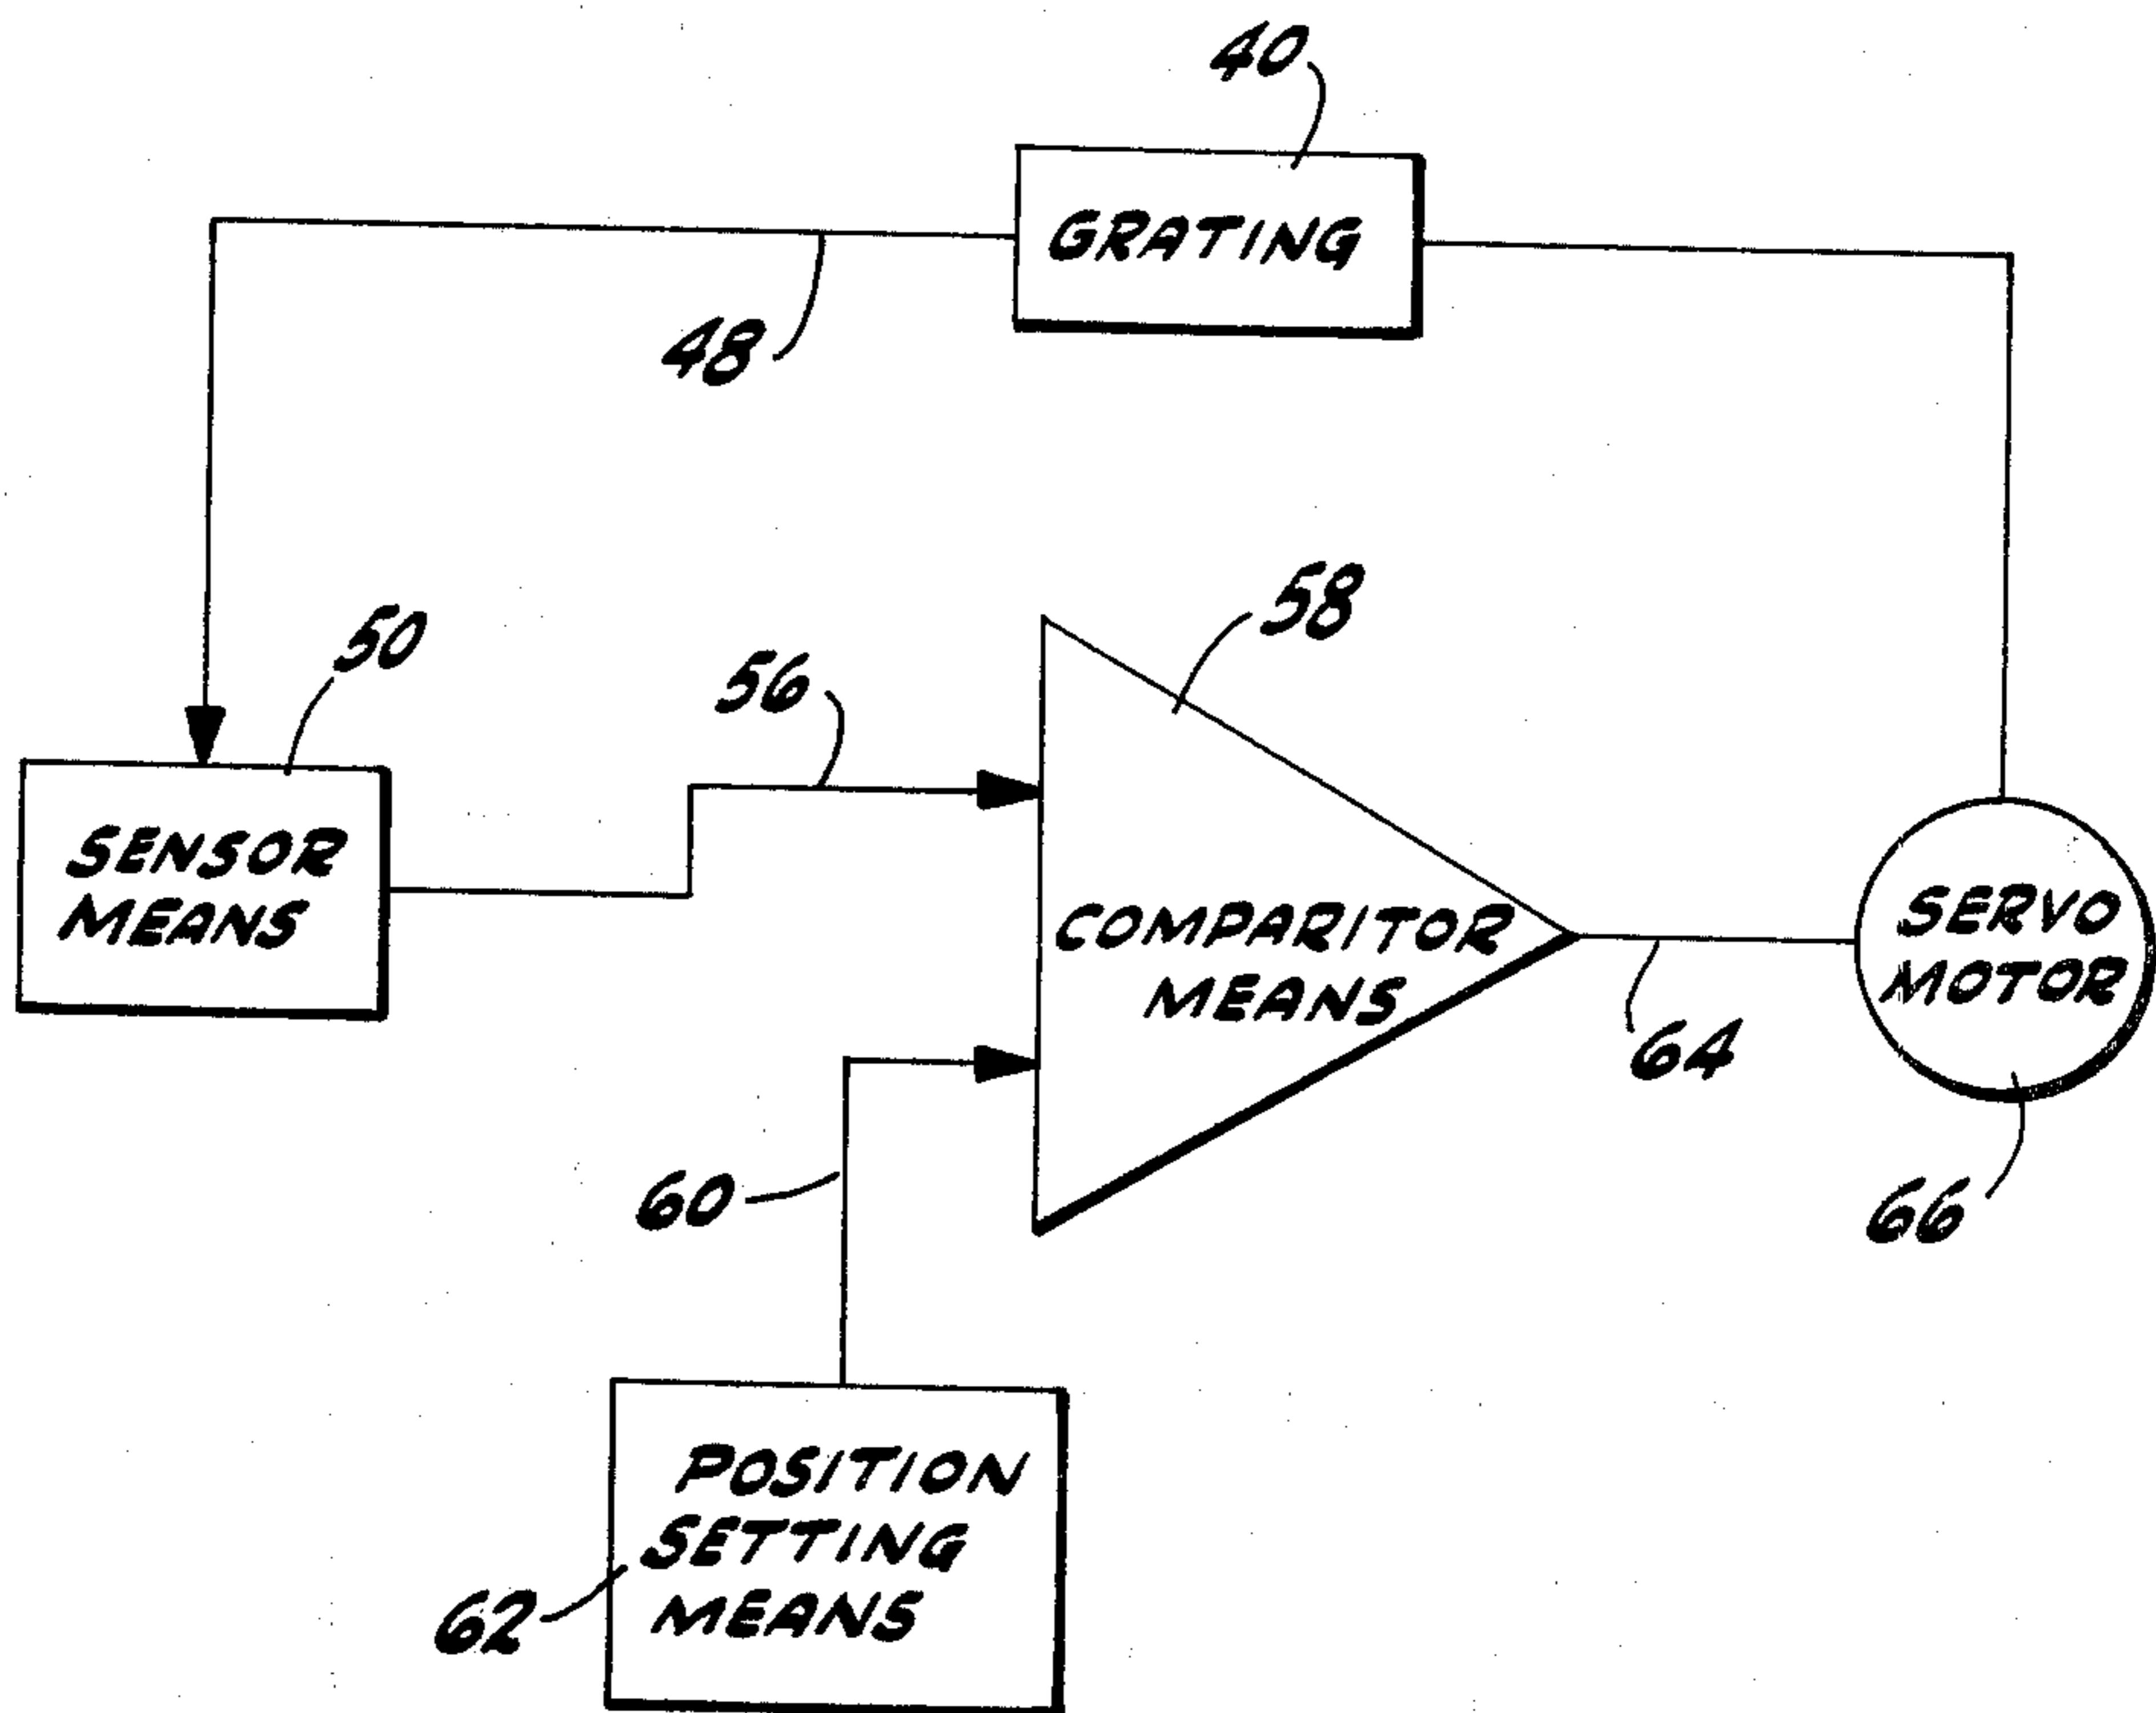 40
GRATING
48
50
58
56
SENSOR
MEANS
COMPARITOR
MEANS
SERVO
MOTOR
64
60
66
POSITION
SETTING
MEANS
62